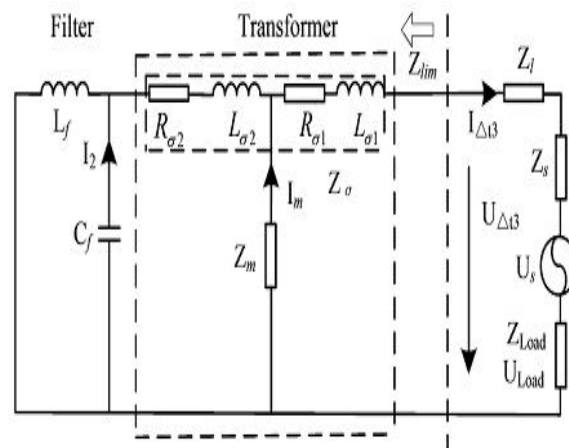 Filter
Transformer
Z_lim
Z_l
L_f
R_σ2
L_σ2
R_σ1
L_σ1
I_Δt3
I_2
Z_σ
Z_s
I_m
U_Δt3
C_f
Z_m
U_s
Z_Load
U_Load